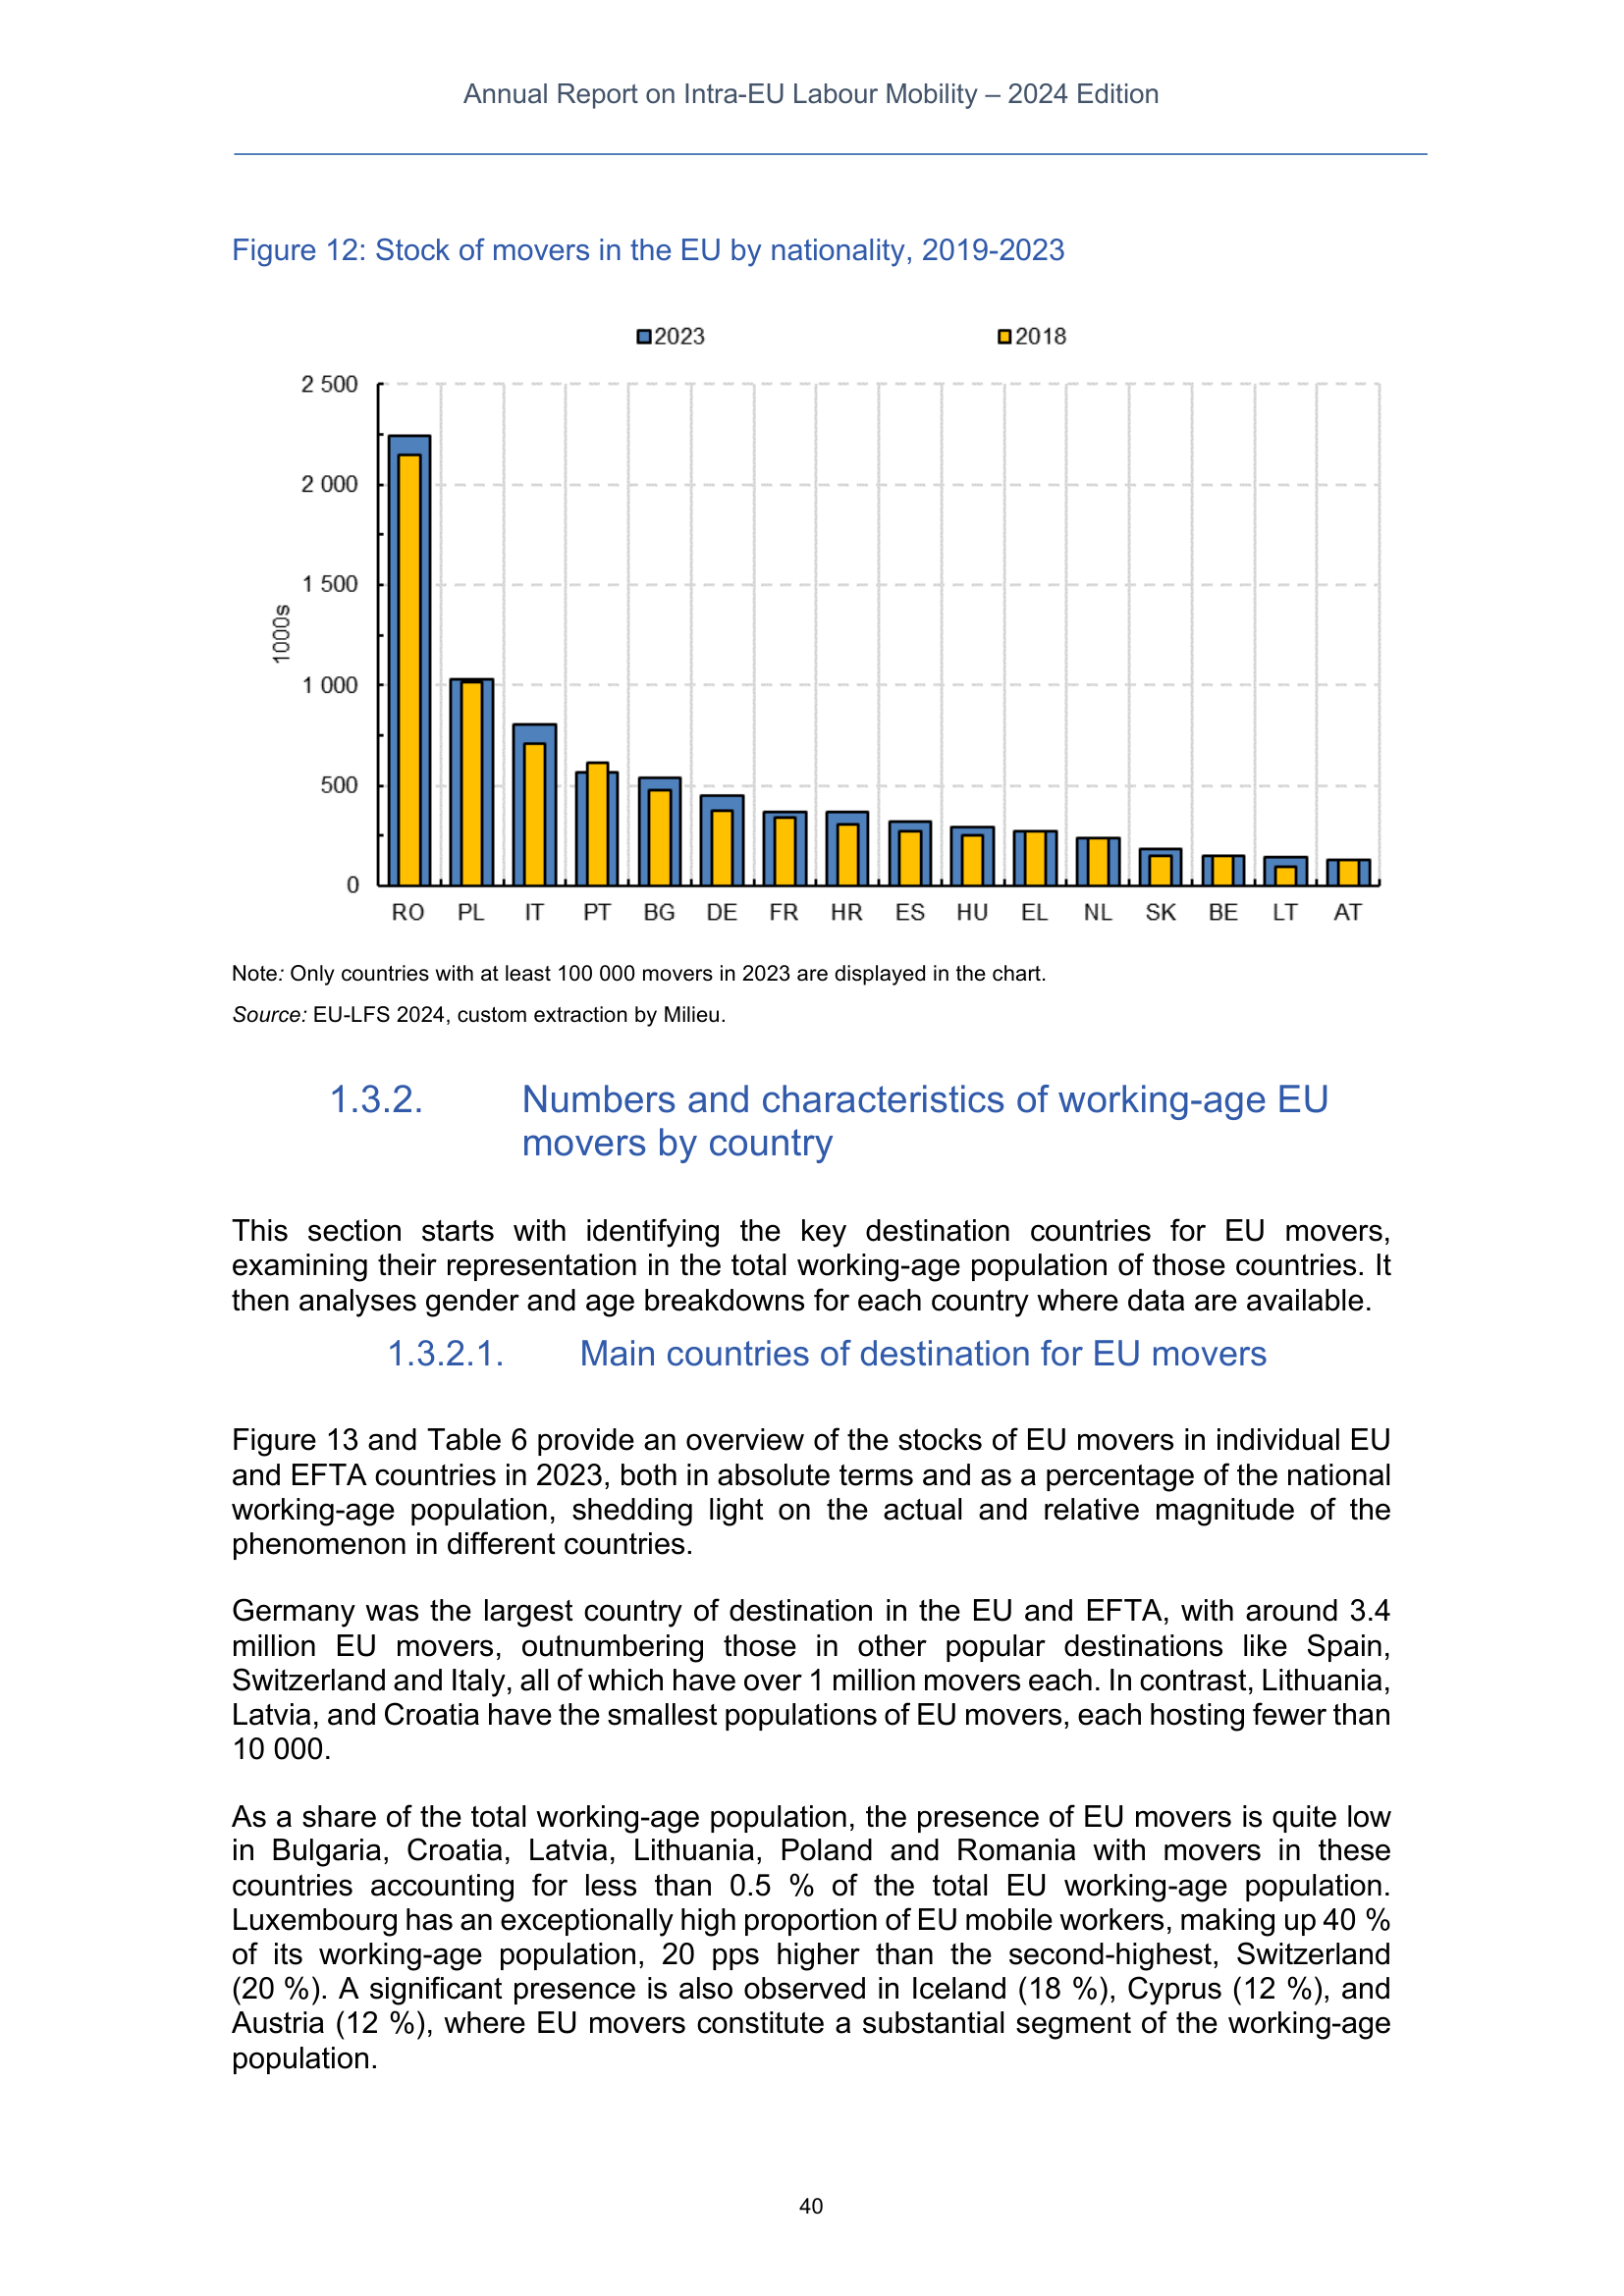 Annual Report on Intra-EU Labour Mobility – 2024 Edition
Figure 12: Stock of movers in the EU by nationality, 2019-2023
2023 2018
2 500
2 000
1 500
1 000
500
0
1000s
RO PL IT PT BG DE FR HR ES HU EL NL SK BE LT AT
Note: Only countries with at least 100 000 movers in 2023 are displayed in the chart.
Source: EU-LFS 2024, custom extraction by Milieu.
1.3.2. Numbers and characteristics of working-age EU
movers by country
This section starts with identifying the key destination countries for EU movers,
examining their representation in the total working-age population of those countries. It
then analyses gender and age breakdowns for each country where data are available.
1.3.2.1. Main countries of destination for EU movers
Figure 13 and Table 6 provide an overview of the stocks of EU movers in individual EU
and EFTA countries in 2023, both in absolute terms and as a percentage of the national
working-age population, shedding light on the actual and relative magnitude of the
phenomenon in different countries.
Germany was the largest country of destination in the EU and EFTA, with around 3.4
million EU movers, outnumbering those in other popular destinations like Spain,
Switzerland and Italy, all of which have over 1 million movers each. In contrast, Lithuania,
Latvia, and Croatia have the smallest populations of EU movers, each hosting fewer than
10 000.
As a share of the total working-age population, the presence of EU movers is quite low
in Bulgaria, Croatia, Latvia, Lithuania, Poland and Romania with movers in these
countries accounting for less than 0.5 % of the total EU working-age population.
Luxembourg has an exceptionally high proportion of EU mobile workers, making up 40 %
of its working-age population, 20 pps higher than the second-highest, Switzerland
(20 %). A significant presence is also observed in Iceland (18 %), Cyprus (12 %), and
Austria (12 %), where EU movers constitute a substantial segment of the working-age
population.
40